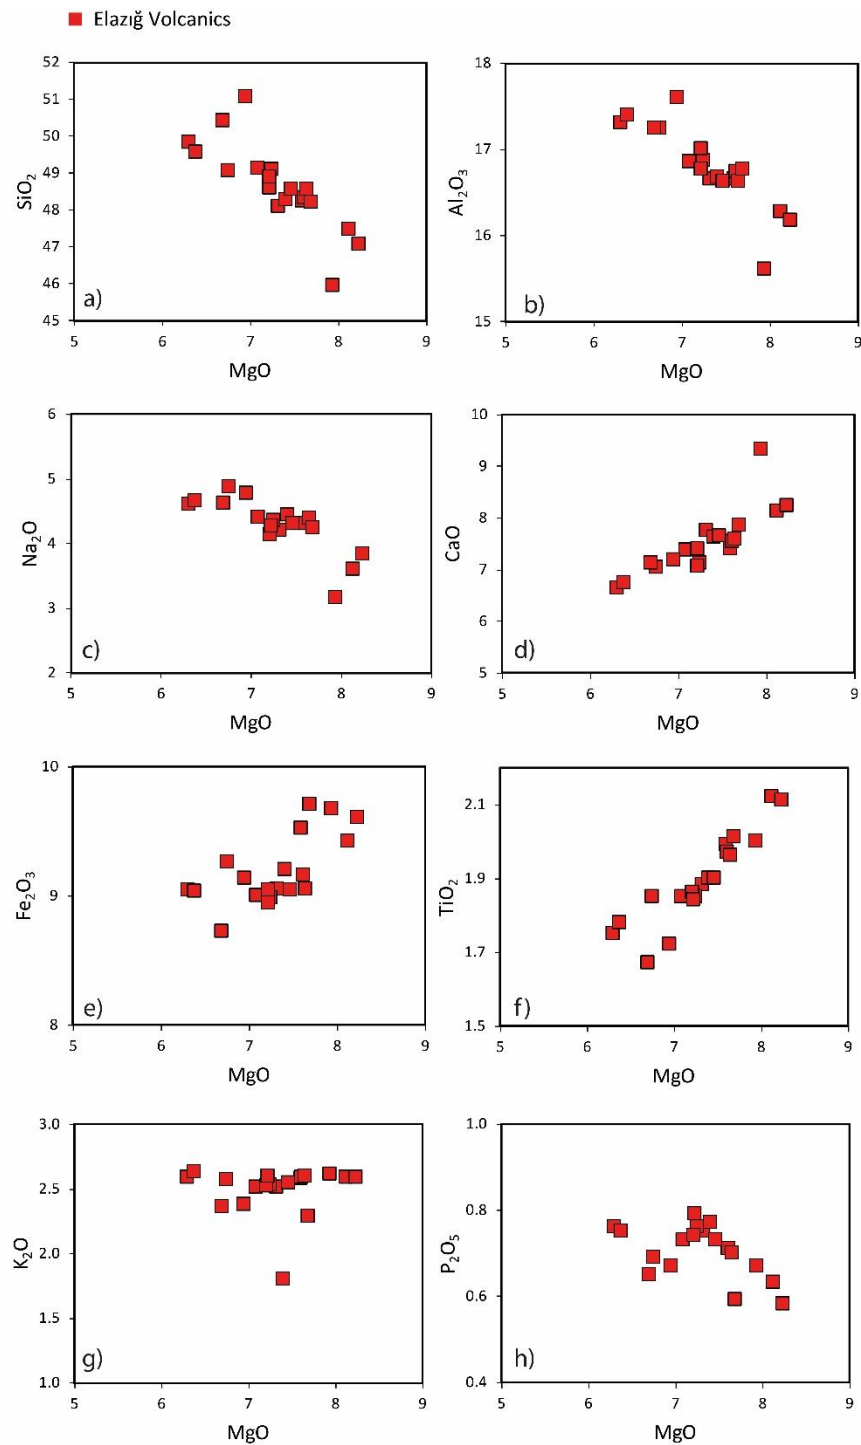 Elazığ Volcanics
52
51
50
49
48
47
46
45
SiO2
a)
5 6 7 8 9
MgO
18
17
16
15
Al2O3
b)
5 6 7 8 9
MgO
6
5
4
3
2
Na2O
c)
5 6 7 8 9
MgO
10
9
8
7
6
5
CaO
d)
5 6 7 8 9
MgO
10
9
8
Fe2O3
e)
5 6 7 8 9
MgO
2.1
1.9
1.7
1.5
TiO2
f)
5 6 7 8 9
MgO
3.0
2.5
2.0
1.5
1.0
K2O
g)
5 6 7 8 9
MgO
1.0
0.8
0.6
0.4
P2O5
h)
5 6 7 8 9
MgO